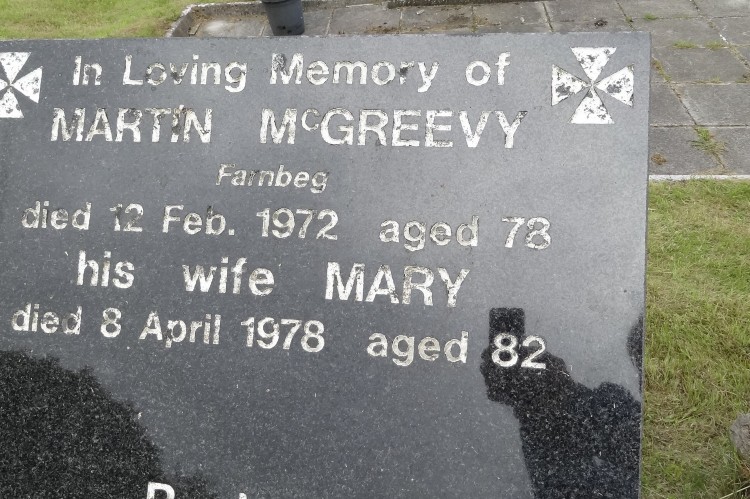 In Loving Memory of
MARTIN McGREEVY
Farnbeg
died 12 Feb. 1972 aged 78
his wife MARY
died 8 April 1978 aged 82